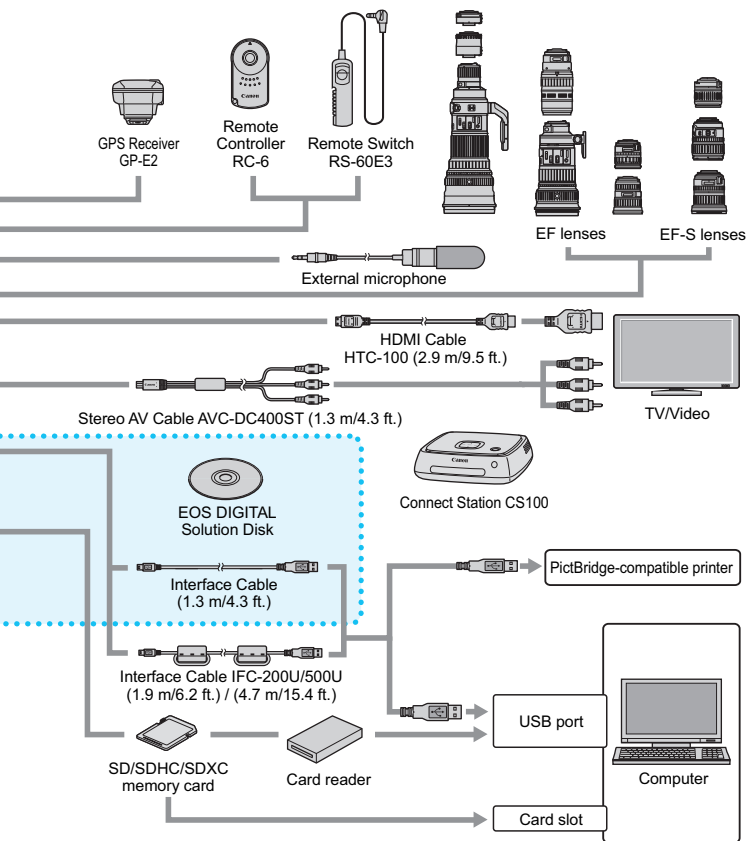 Canon
GPS Receiver
GP-E2
Remote
Controller
RC-6
Remote Switch
RS-60E3
EF lenses
EF-S lenses
External microphone
HDMI Cable
HTC-100 (2.9 m/9.5 ft.)
TV/Video
Stereo AV Cable AVC-DC400ST (1.3 m/4.3 ft.)
EOS DIGITAL
Solution Disk
Canon
Connect Station CS100
Interface Cable
(1.3 m/4.3 ft.)
PictBridge-compatible printer
Interface Cable IFC-200U/500U
(1.9 m/6.2 ft.) / (4.7 m/15.4 ft.)
USB port
SD/SDHC/SDXC
memory card
Card reader
Computer
Card slot